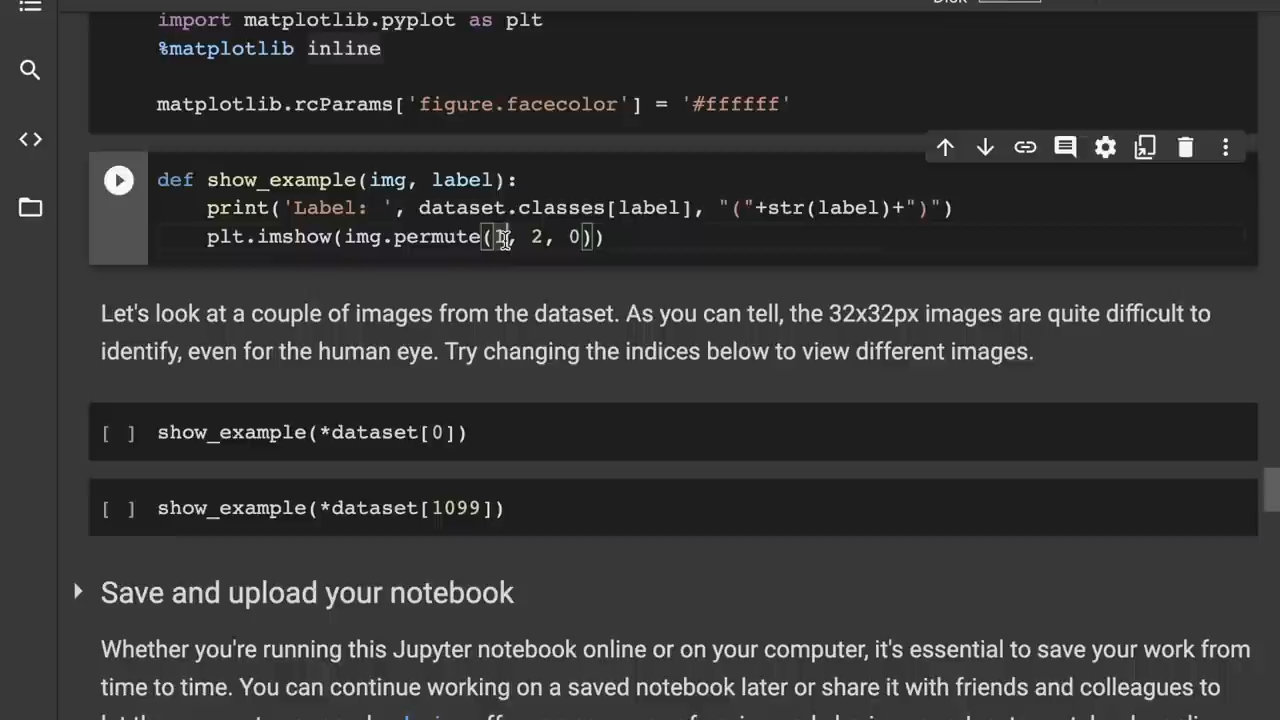 import matplotlib.pyplot as plt
%matplotlib inline
matplotlib.rcParams['figure.facecolor'] = '#ffffff'
def show_example(img, label):
print('Label: ', dataset.classes[label], "("+str(label)+")")
plt.imshow(img.permute(1, 2, 0))
Let's look at a couple of images from the dataset. As you can tell, the 32x32px images are quite difficult to
identify, even for the human eye. Try changing the indices below to view different images.
[ ] show_example(*dataset[0])
[ ] show_example(*dataset[1099])
Save and upload your notebook
Whether you're running this Jupyter notebook online or on your computer, it's essential to save your work from
time to time. You can continue working on a saved notebook later or share it with friends and colleagues to